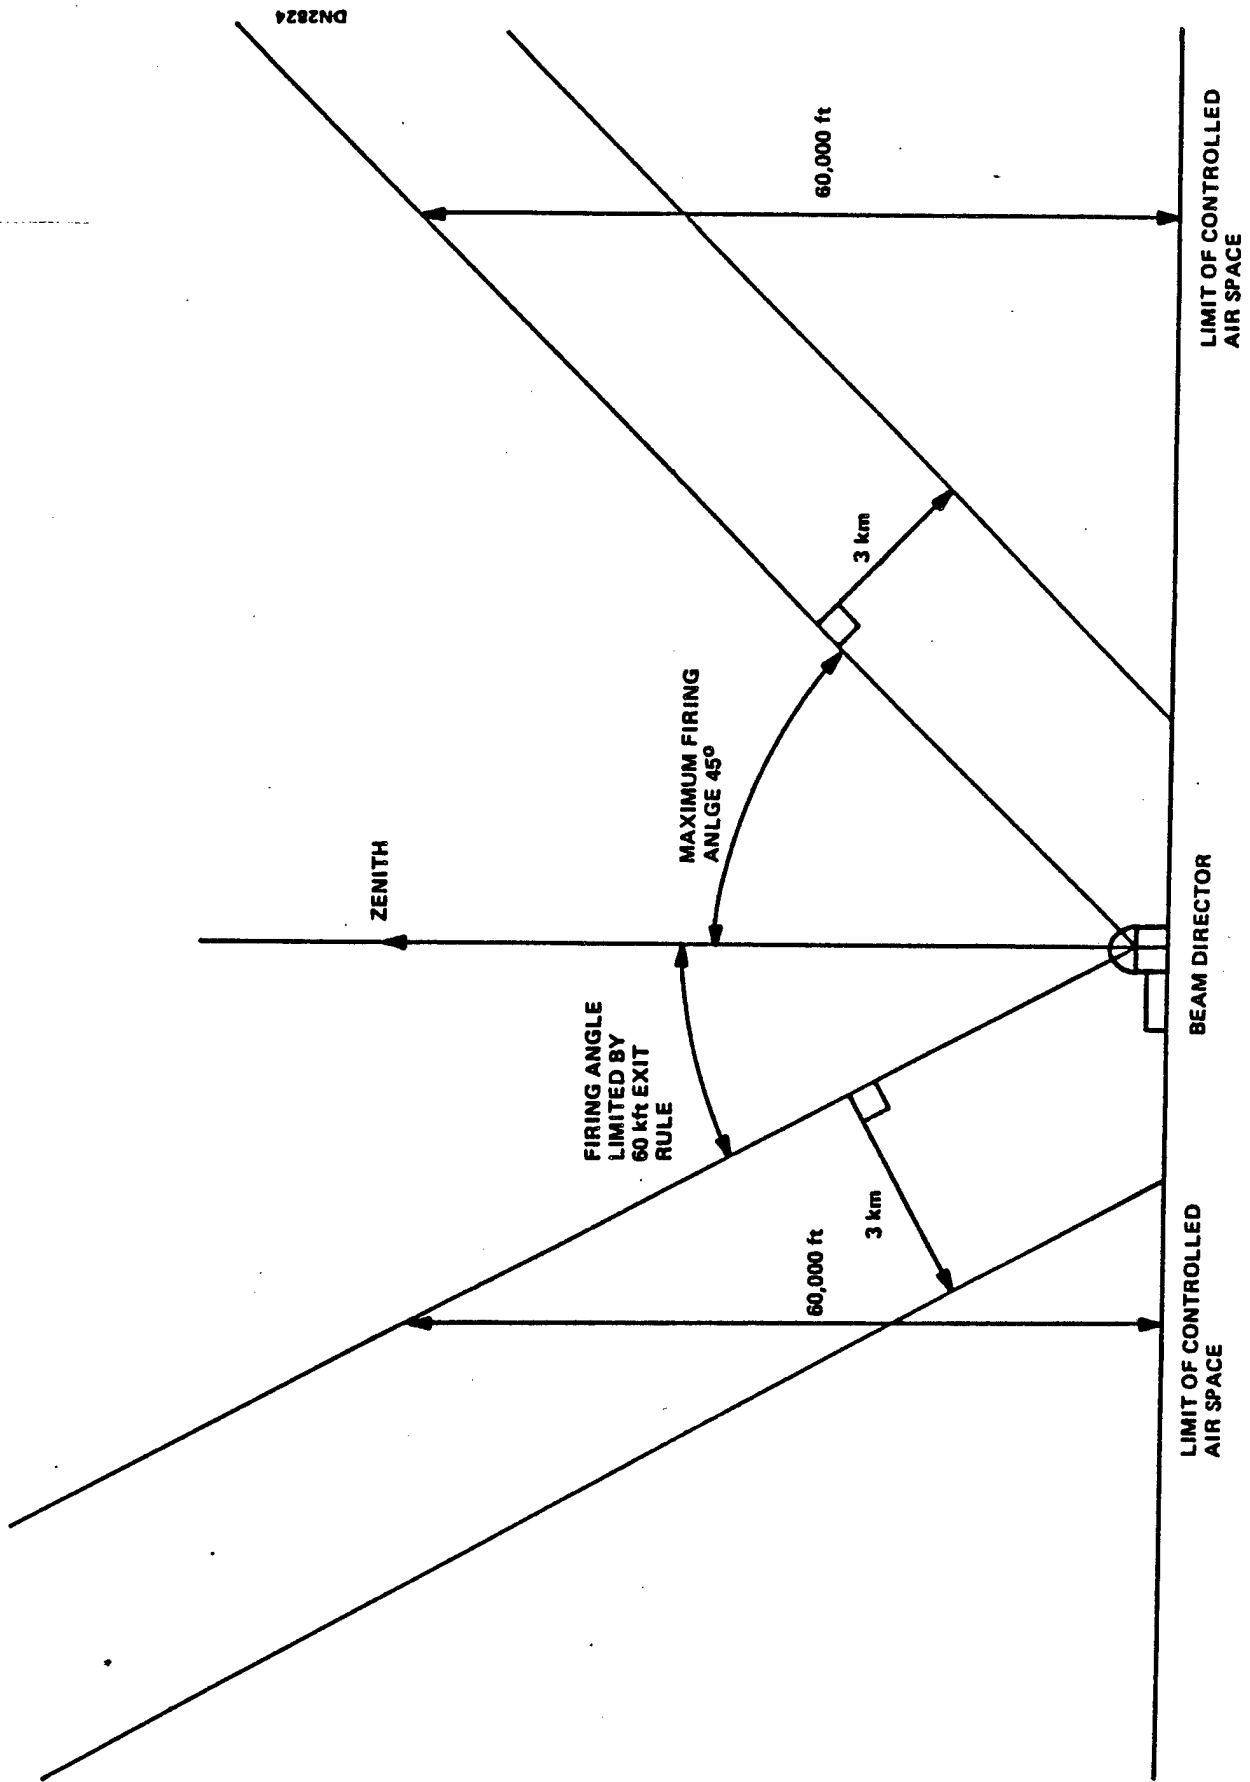 DN2824
ZENITH
FIRING ANGLE
LIMITED BY
60 kft EXIT
RULE
MAXIMUM FIRING
ANLGE 45º
60,000 ft
3 km
3 km
60,000 ft
LIMIT OF CONTROLLED
AIR SPACE
BEAM DIRECTOR
LIMIT OF CONTROLLED
AIR SPACE